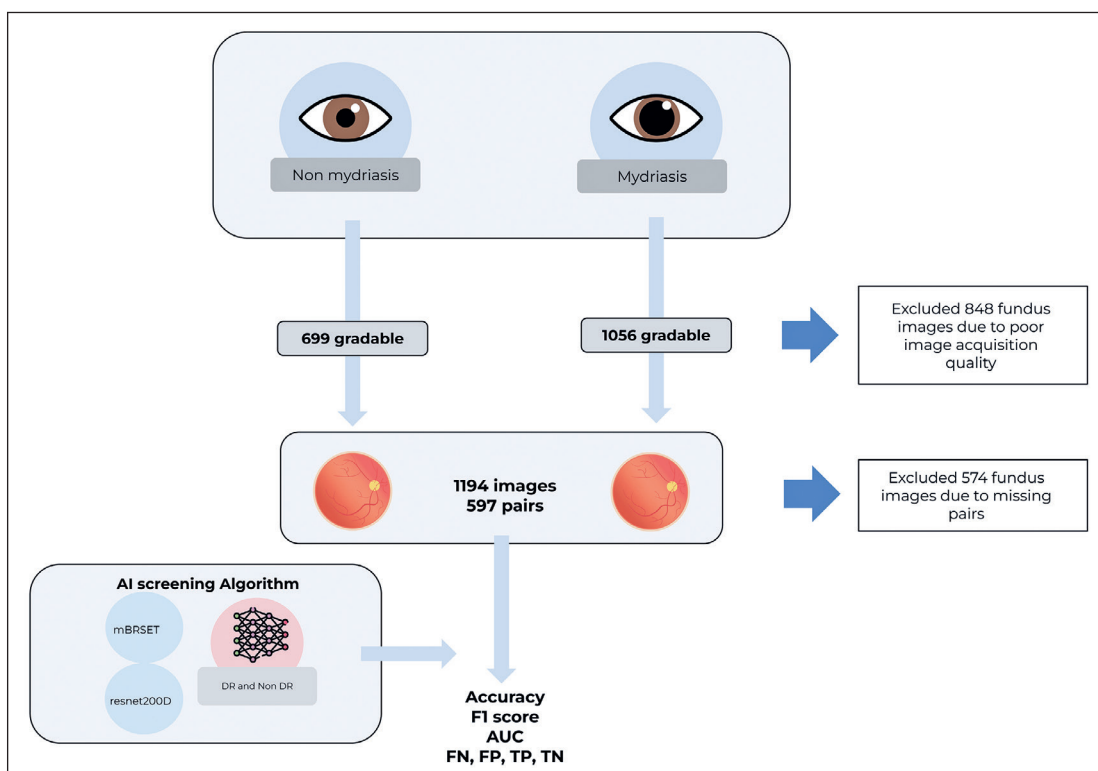 Non mydriasis
Mydriasis
699 gradable
1056 gradable
Excluded 848 fundus
images due to poor
image acquisition
quality
1194 images
597 pairs
Excluded 574 fundus
images due to missing
pairs
AI screening Algorithm
mBRSET
resnet200D
DR and Non DR
Accuracy
F1 score
AUC
FN, FP, TP, TN